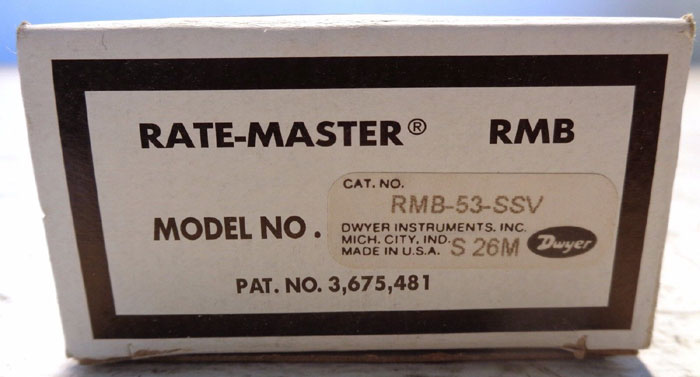 RATE-MASTER® RMB
CAT. NO.
RMB-53-SSV
MODEL NO.
DWYER INSTRUMENTS, INC.
MICH. CITY, IND.
MADE IN U.S.A. S 26M
Dwyer
PAT. NO. 3,675,481